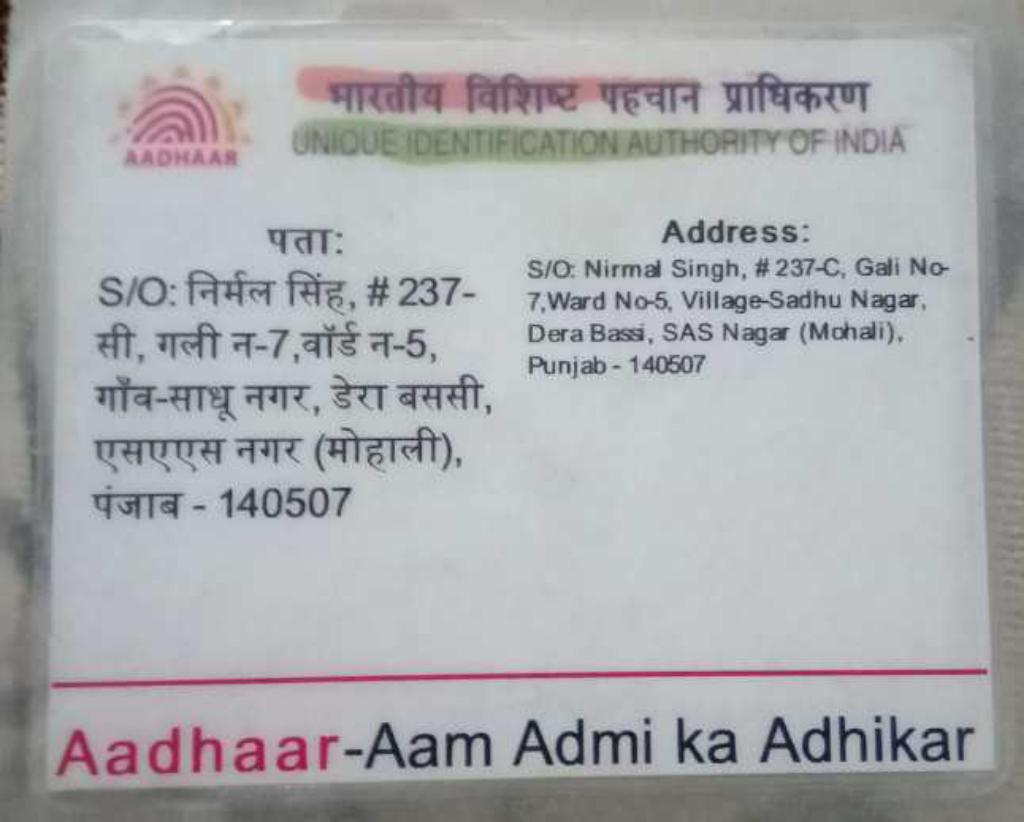 भारतीय विशिष्ट पहचान प्राधिकरण
AADHAAR
UNIQUE IDENTIFICATION AUTHORITY OF INDIA
पता:
S/O: निर्मल सिंह, # 237-
सी, गली न-7,वॉर्ड न-5,
गाँव-साधू नगर, डेरा बससी,
एसएएस नगर (मोहाली),
पंजाब - 140507
Address:
S/O: Nirmal Singh, # 237-C, Gali No-
7,Ward No-5, Village-Sadhu Nagar,
Dera Bassi, SAS Nagar (Mohali),
Punjab - 140507
Aadhaar-Aam Admi ka Adhikar